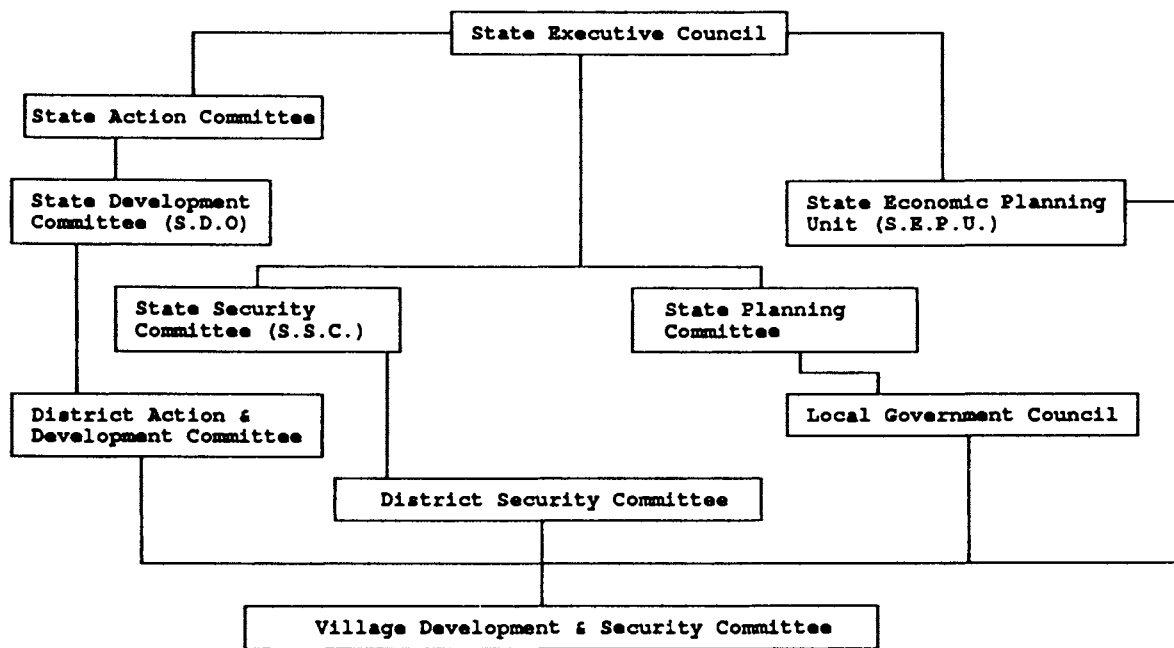 State Executive Council
State Action Committee
State Development
Committee (S.D.O)
State Economic Planning
Unit (S.E.P.U.)
State Security
Committee (S.S.C.)
State Planning
Committee
District Action &
Development Committee
Local Government Council
District Security Committee
Village Development & Security Committee